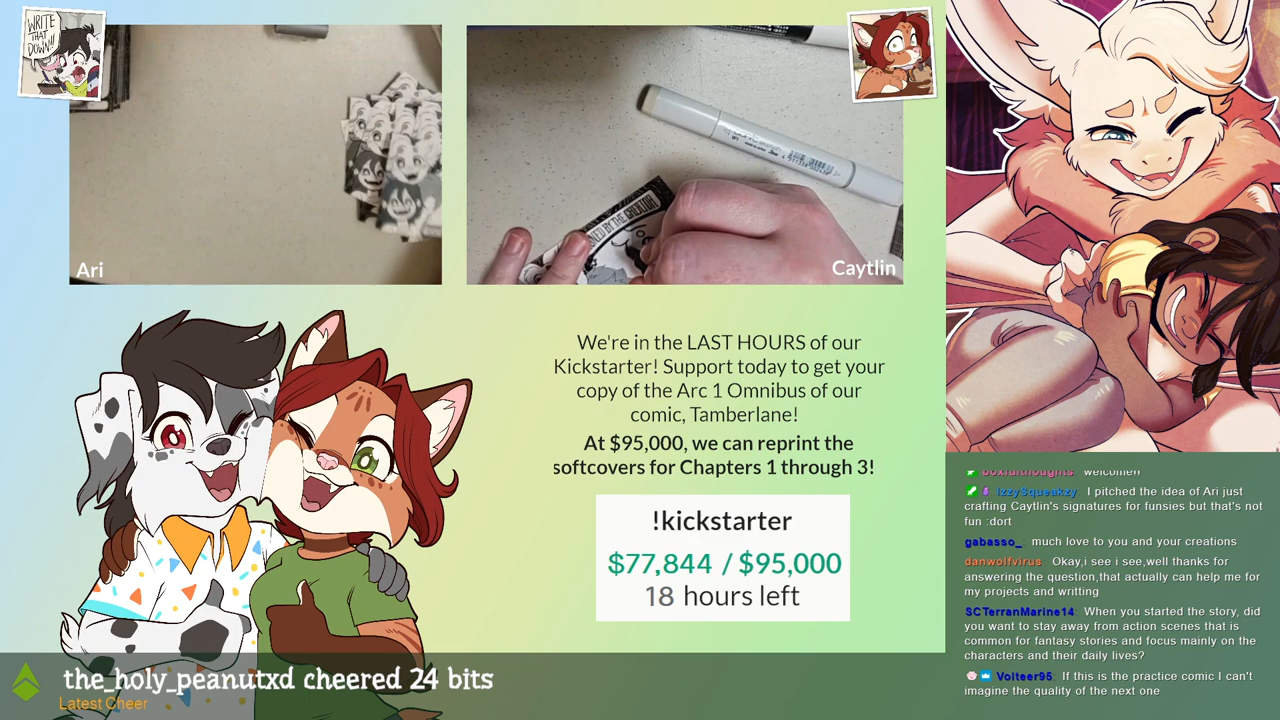 WRITE
THAT
DOWN!!
Ari
NED BY THE CREATOR
Caytlin
We're in the LAST HOURS of our
Kickstarter! Support today to get your
copy of the Arc 1 Omnibus of our
comic, Tamberlane!
At $95,000, we can reprint the
softcovers for Chapters 1 through 3!
!kickstarter
$77,844 / $95,000
18 hours left
the_holy_peanutxd cheered 24 bits
Latest Cheer
boxfulthoughts: welcome!!
IzzySqueakzy: I pitched the idea of Ari just
crafting Caytlin's signatures for funsies but that's not
fun :dort
gabasso_: much love to you and your creations
danwolfvirus: Okay,i see i see,well thanks for
answering the question,that actually can help me for
my projects and writting
SCTerranMarine14: When you started the story, did
you want to stay away from action scenes that is
common for fantasy stories and focus mainly on the
characters and their daily lives?
Volteer95: If this is the practice comic I can't
imagine the quality of the next one